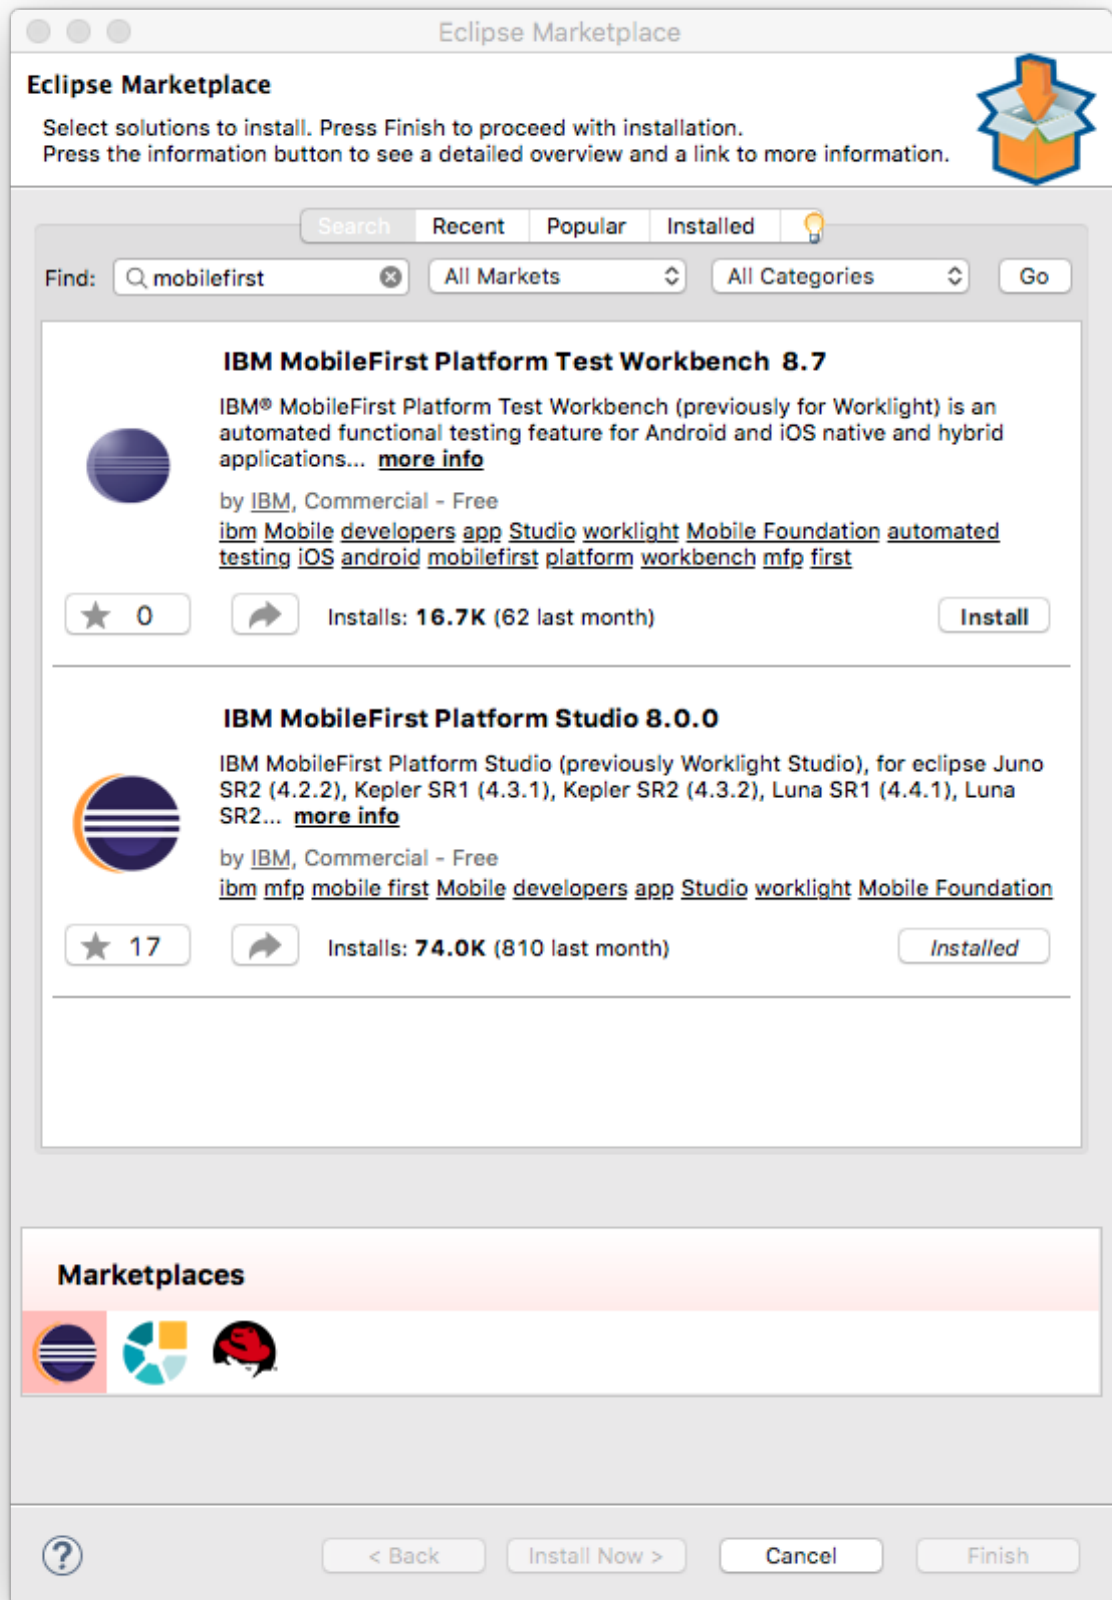 Eclipse Marketplace
Eclipse Marketplace
Select solutions to install. Press Finish to proceed with installation.
Press the information button to see a detailed overview and a link to more information.
Search Recent Popular Installed
Find: mobilefirst All Markets All Categories Go
IBM MobileFirst Platform Test Workbench 8.7
IBM® MobileFirst Platform Test Workbench (previously for Worklight) is an
automated functional testing feature for Android and iOS native and hybrid
applications... more info
by IBM, Commercial - Free
ibm Mobile developers app Studio worklight Mobile Foundation automated
testing iOS android mobilefirst platform workbench mfp first
0 Installs: 16.7K (62 last month) Install
IBM MobileFirst Platform Studio 8.0.0
IBM MobileFirst Platform Studio (previously Worklight Studio), for eclipse Juno
SR2 (4.2.2), Kepler SR1 (4.3.1), Kepler SR2 (4.3.2), Luna SR1 (4.4.1), Luna
SR2... more info
by IBM, Commercial - Free
ibm mfp mobile first Mobile developers app Studio worklight Mobile Foundation
17 Installs: 74.0K (810 last month) Installed
Marketplaces
? < Back Install Now > Cancel Finish